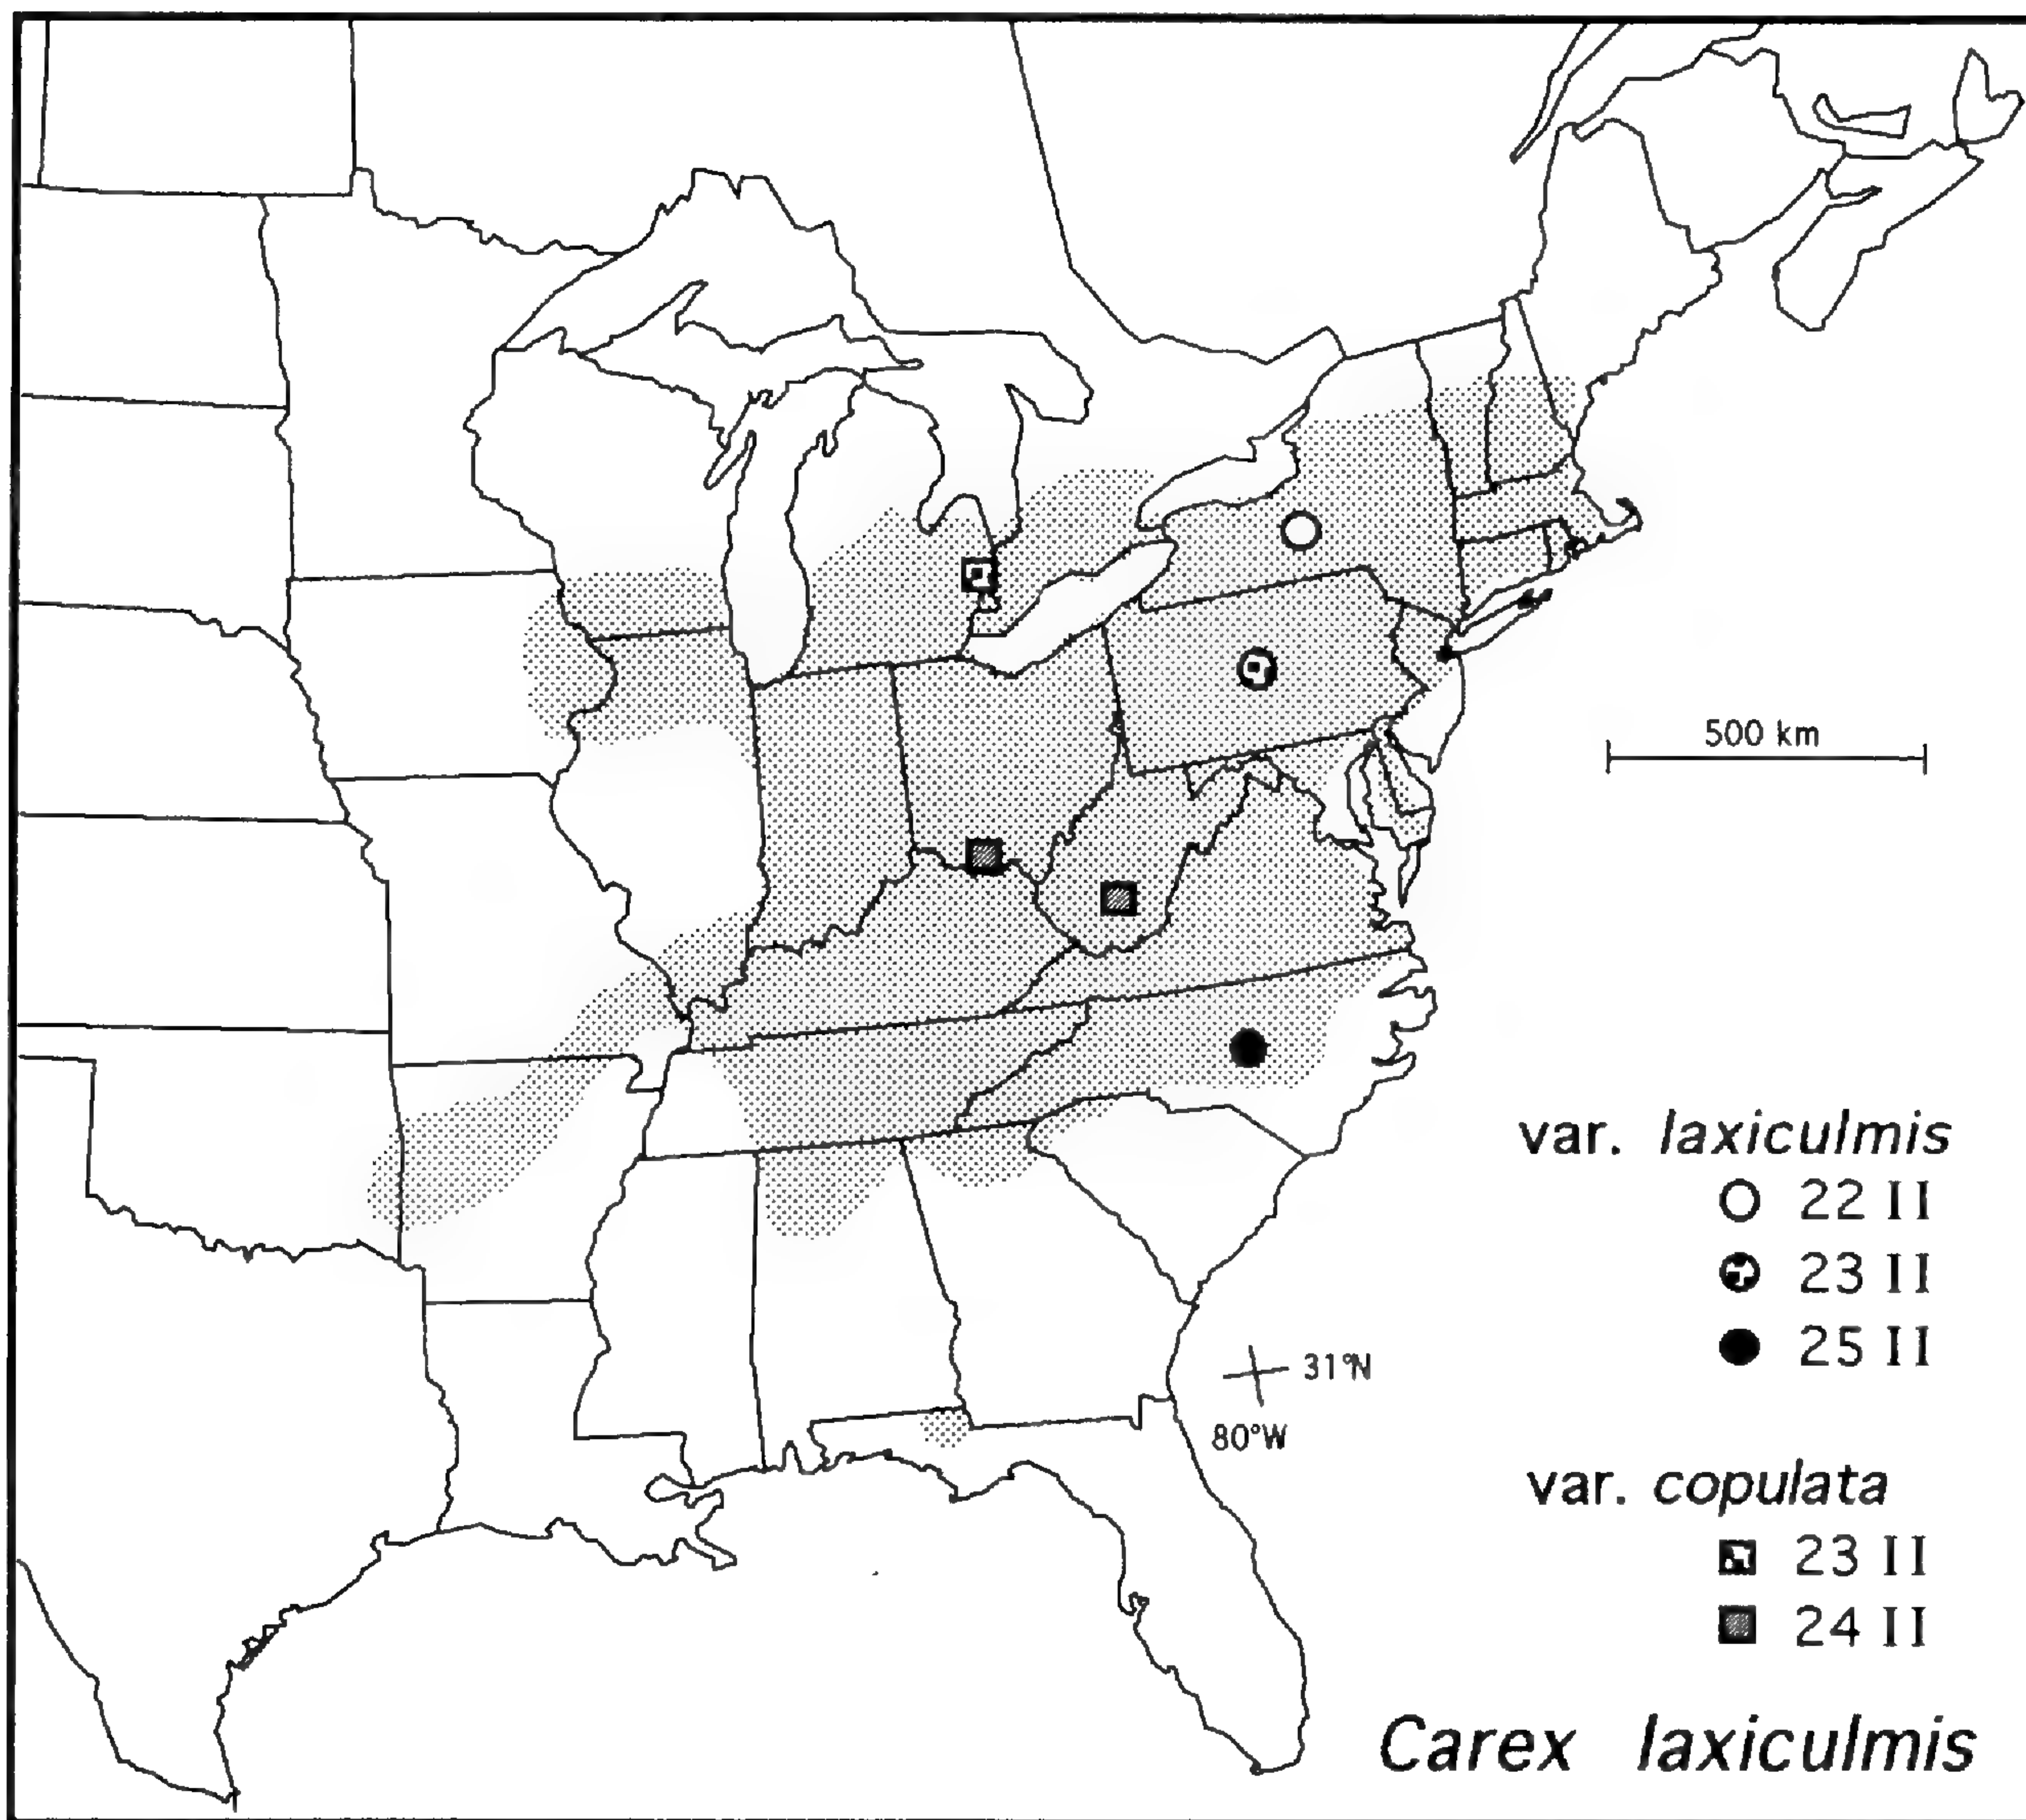 500 km
var. laxiculmis
22 II
23 II
25 II
31°N
80°W
var. copulata
23 II
24 II
Carex laxiculmis